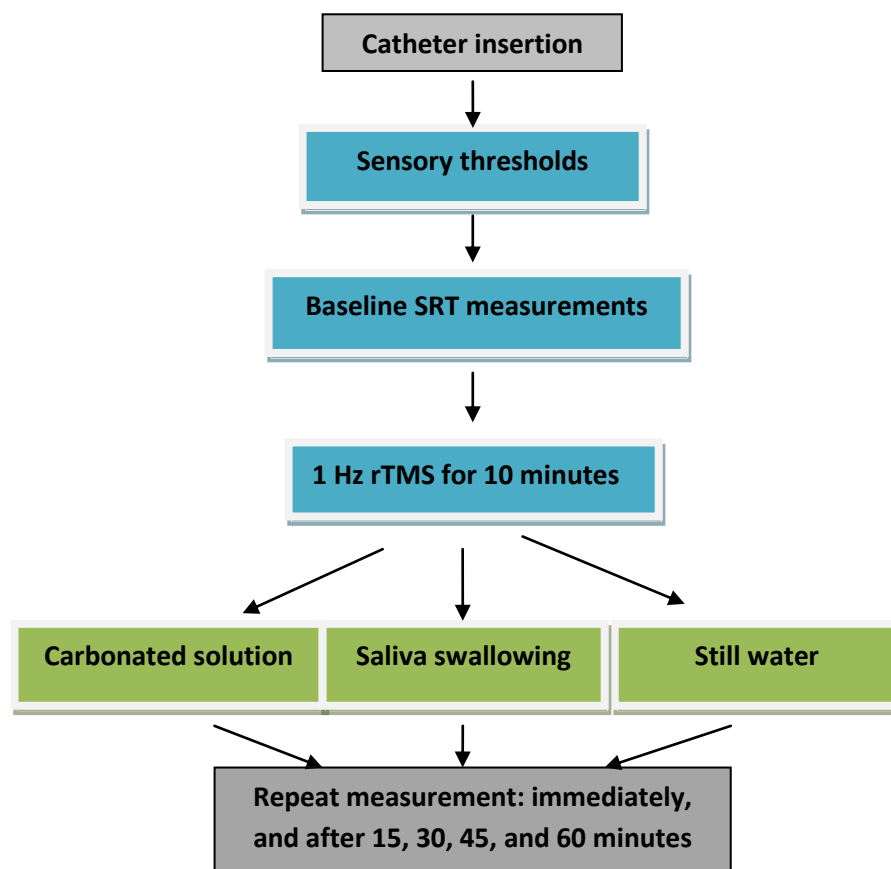 Catheter insertion
Sensory thresholds
Baseline SRT measurements
1 Hz rTMS for 10 minutes
Carbonated solution
Saliva swallowing
Still water
Repeat measurement: immediately,
and after 15, 30, 45, and 60 minutes